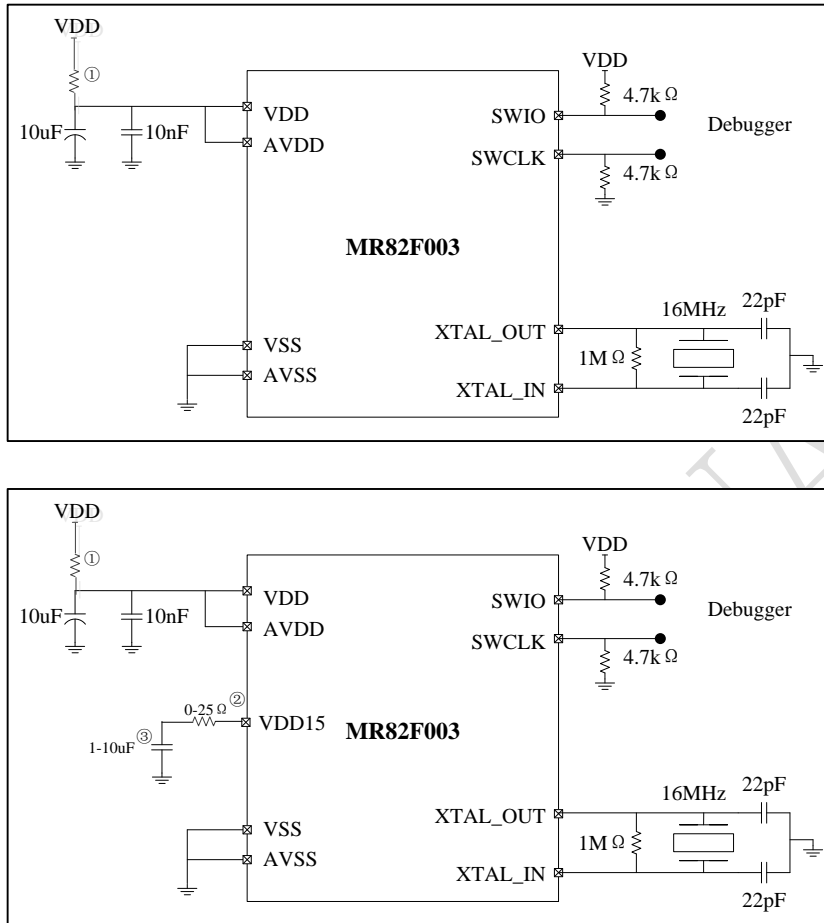 VDD
①
VDD
4.7k Ω
10uF
10nF
VDD
AVDD
SWIO
SWCLK
Debugger
4.7k Ω
MR82F003
16MHz
22pF
XTAL_OUT
1M Ω
XTAL_IN
22pF
VSS
AVSS
VDD
①
VDD
4.7k Ω
10uF
10nF
VDD
AVDD
SWIO
SWCLK
Debugger
4.7k Ω
0-25 Ω ②
VDD15
1-10uF ③
MR82F003
16MHz
22pF
XTAL_OUT
1M Ω
XTAL_IN
22pF
VSS
AVSS